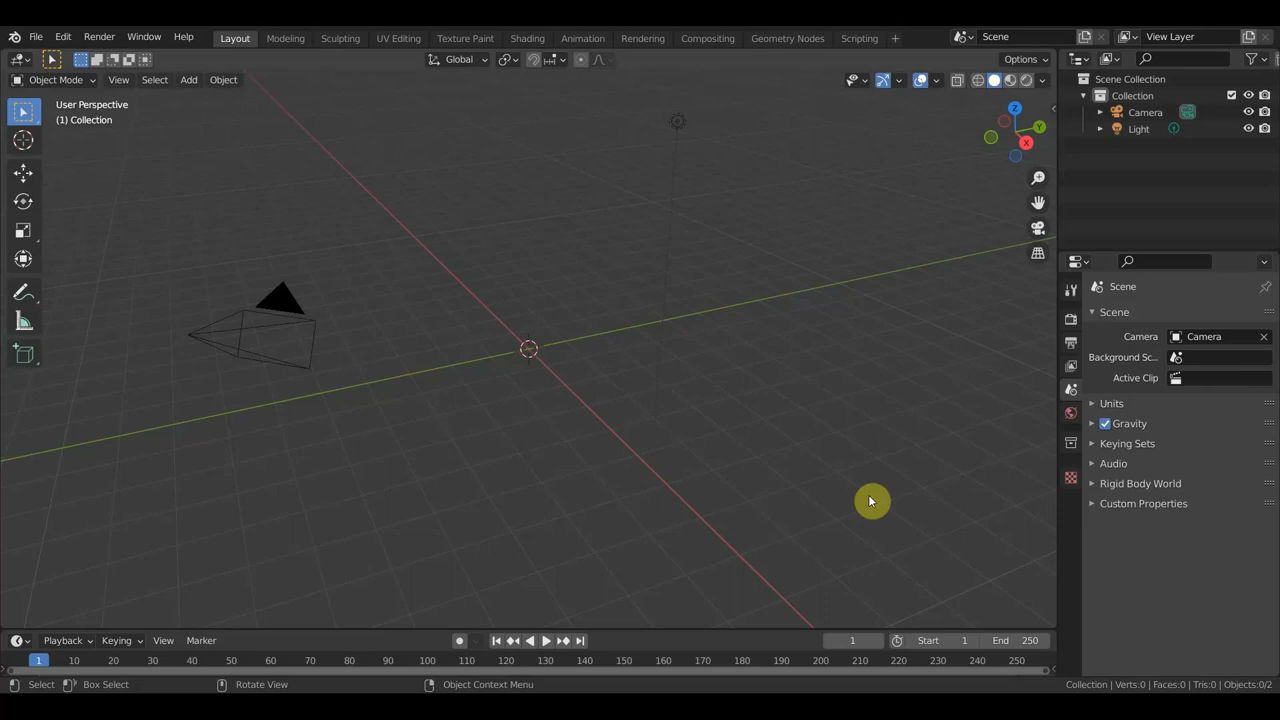 File Edit Render Window Help Layout Modeling Sculpting UV Editing Texture Paint Shading Animation Rendering Compositing Geometry Nodes Scripting + Scene View Layer
Global Options
Object Mode View Select Add Object
User Perspective
(1) Collection
Z
Y
X
Scene Collection
Collection
Camera
Light
Scene
Scene
Camera Camera
Background Sc...
Active Clip
Units
Gravity
Keying Sets
Audio
Rigid Body World
Custom Properties
Playback Keying View Marker 1 Start 1 End 250
1 10 20 30 40 50 60 70 80 90 100 110 120 130 140 150 160 170 180 190 200 210 220 230 240 250
Select Box Select Rotate View Object Context Menu Collection | Verts:0 | Faces:0 | Tris:0 | Objects:0/2